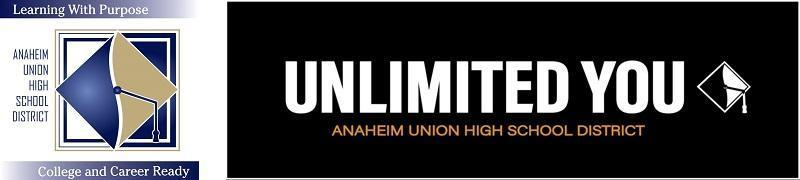 Learning With Purpose
ANAHEIM
UNION
HIGH
SCHOOL
DISTRICT
College and Career Ready
UNLIMITED YOU
ANAHEIM UNION HIGH SCHOOL DISTRICT